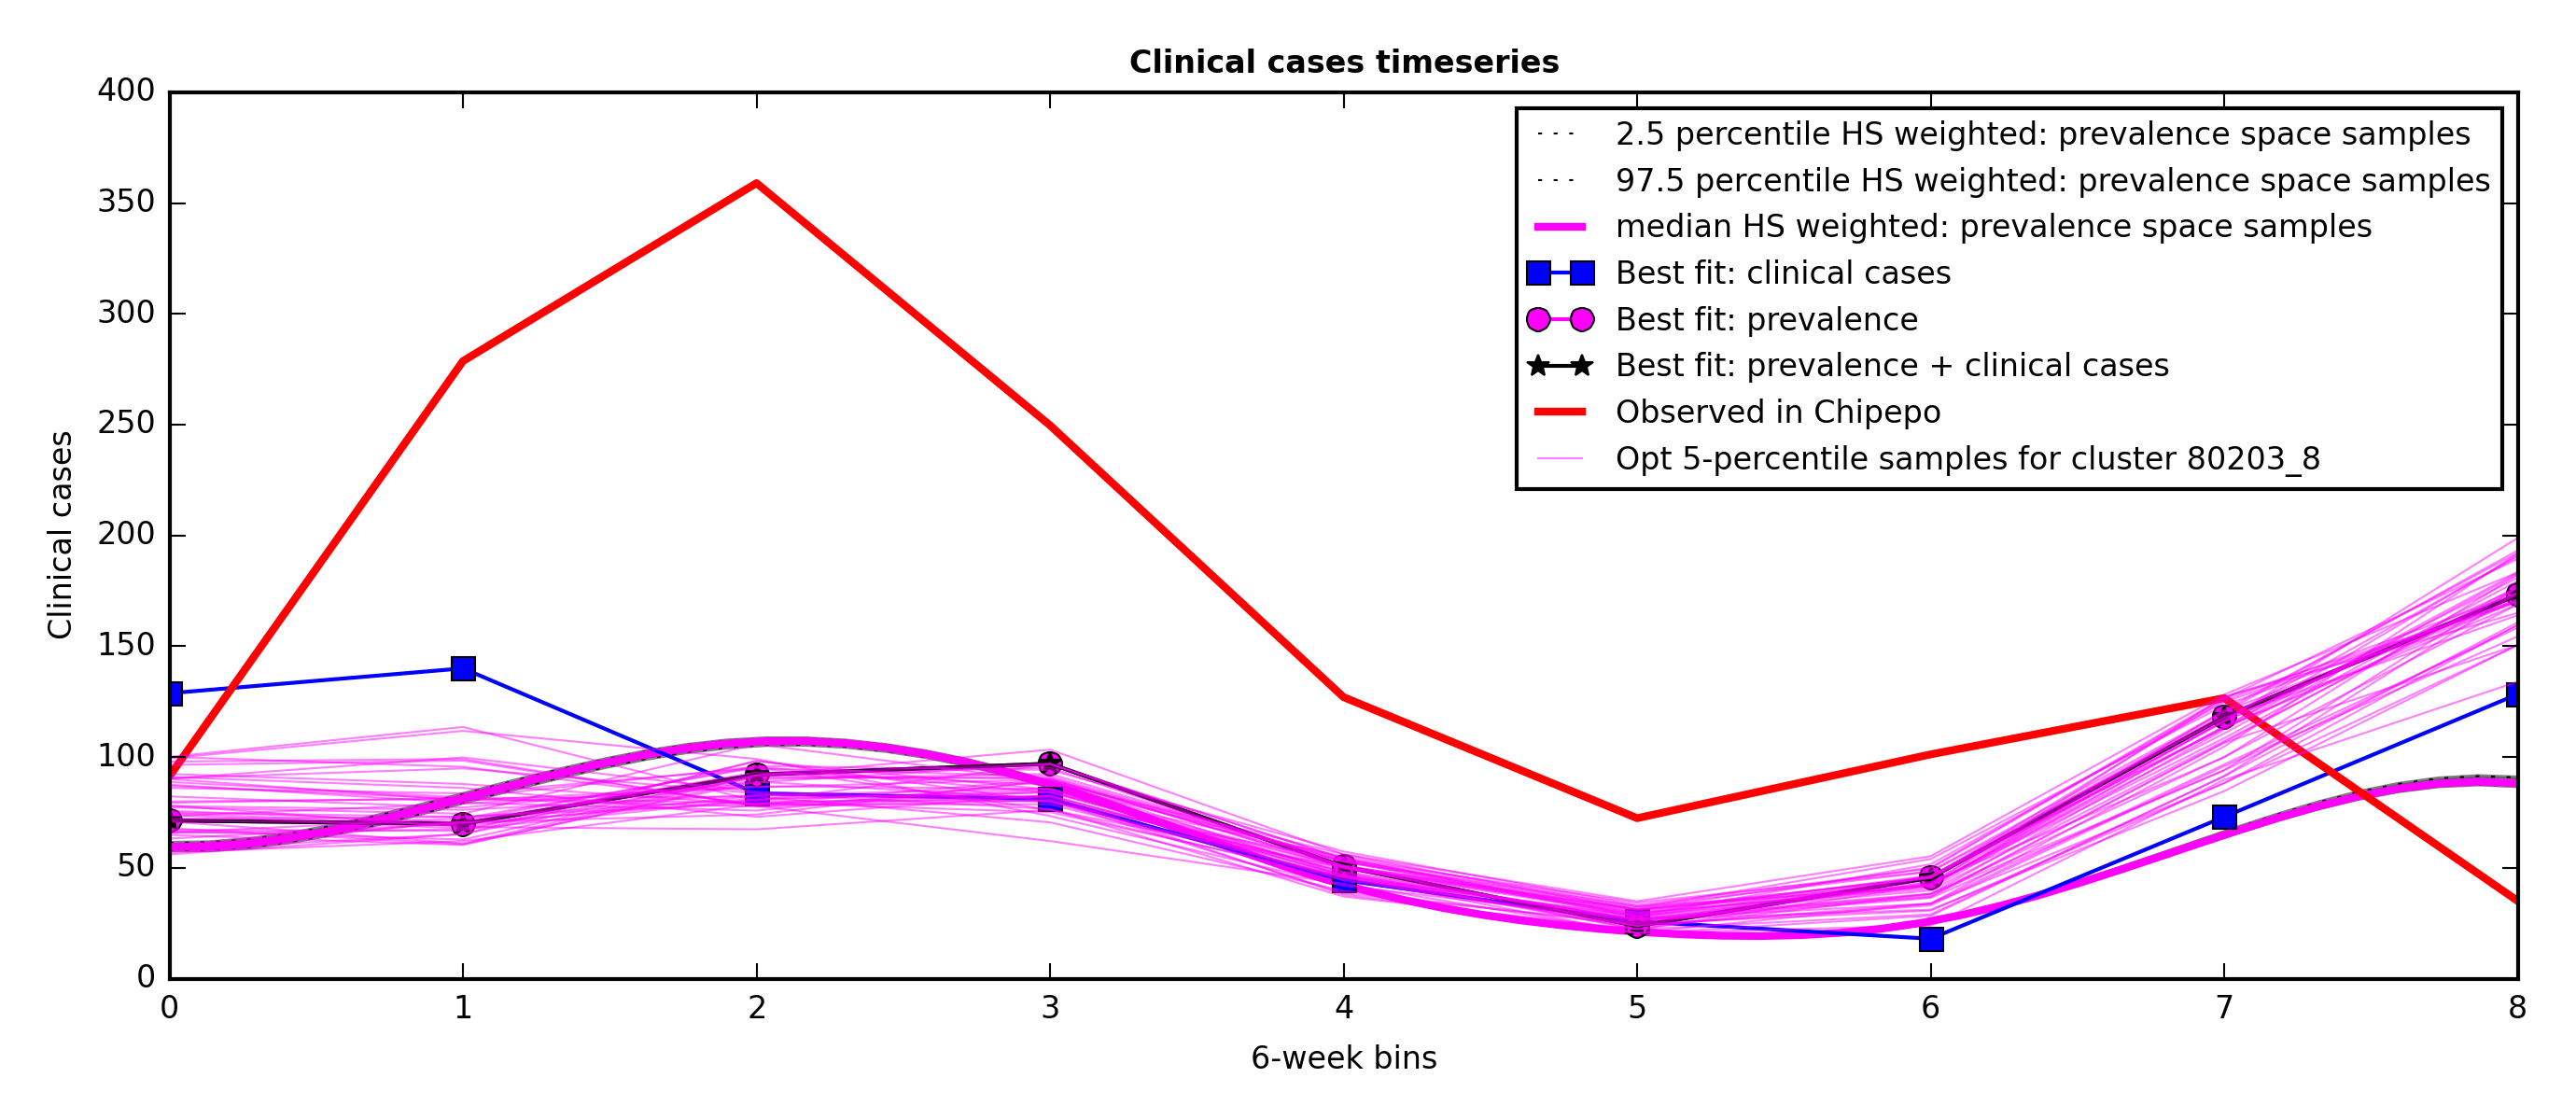 Clinical cases timeseries
400
350
300
250
200
150
100
50
0
Clinical cases
2.5 percentile HS weighted: prevalence space samples
97.5 percentile HS weighted: prevalence space samples
median HS weighted: prevalence space samples
Best fit: clinical cases
Best fit: prevalence
Best fit: prevalence + clinical cases
Observed in Chipepo
Opt 5-percentile samples for cluster 80203_8
0 1 2 3 4 5 6 7 8
6-week bins